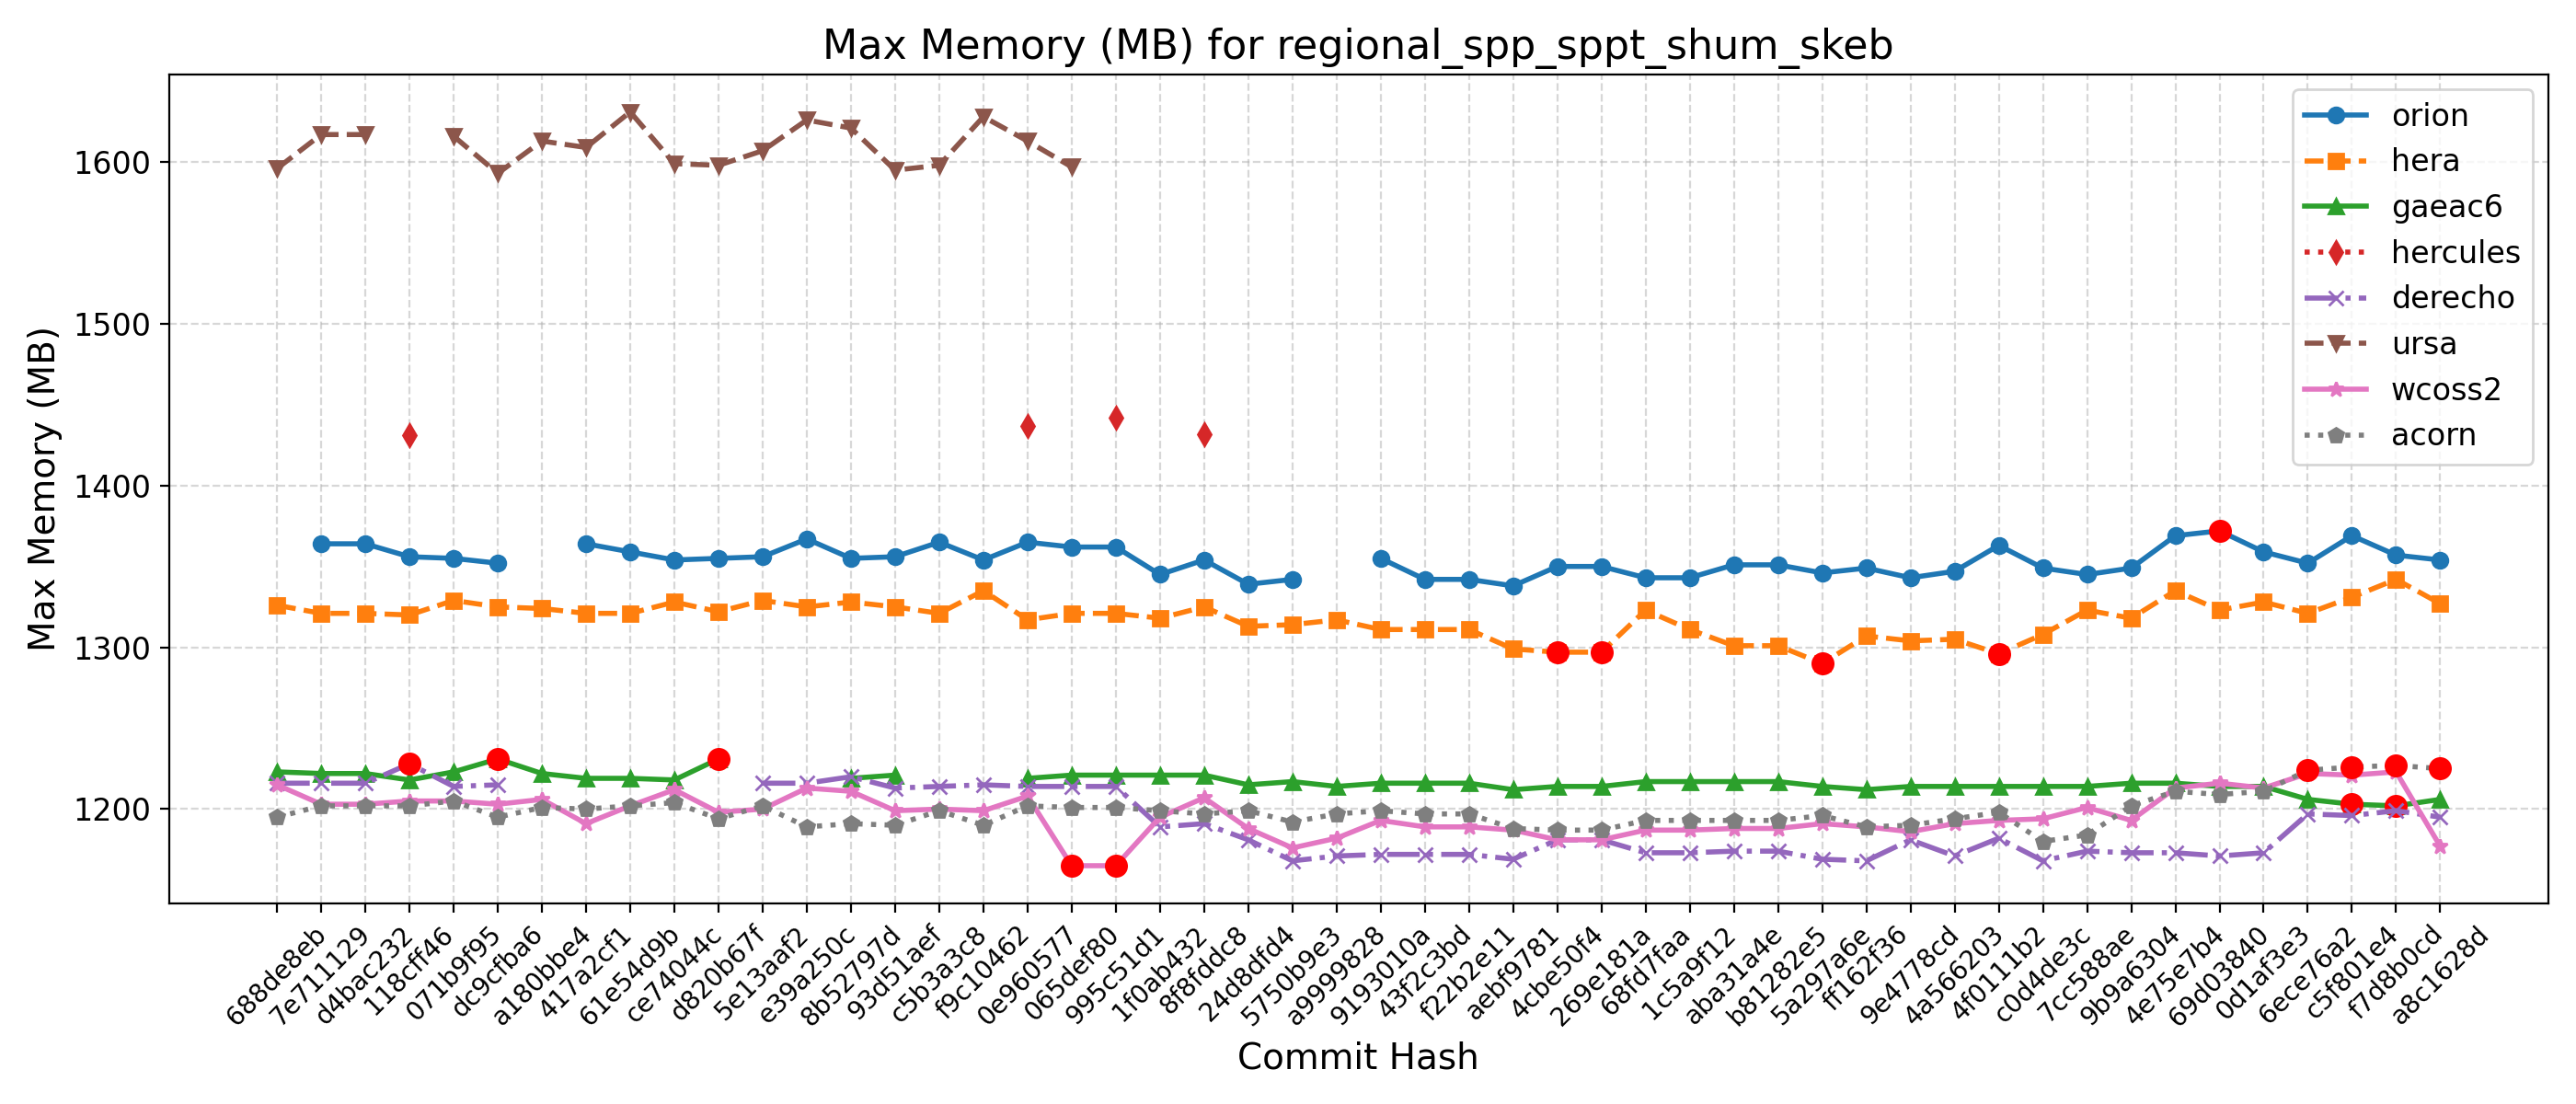 Max Memory (MB) for regional_spp_sppt_shum_skeb
Max Memory (MB)
1600
1500
1400
1300
1200
orion
hera
gaeac6
hercules
derecho
ursa
wcoss2
acorn
688de8eb
7e711129
d4bac232
118cff46
071b9f95
dc9cfba6
a180bbe4
417a2cf1
61e54d9b
ce74044c
d820b67f
5e13aaf2
e39a250c
8b52797d
93d51aef
c5b3a3c8
f9c10462
0e960577
065def80
995c51d1
1f0ab432
8f8fddc8
24d8dfd4
5750b9e3
a9999828
9193010a
43f2c3bd
f22b2e11
aebf9781
4cbe50f4
269e181a
68fd7faa
1c5a9f12
aba31a4e
b81282e5
5a297a6e
ff162f36
9e4778cd
4a566203
4f0111b2
c0d4de3c
7cc588ae
9b9a6304
4e75e7b4
69d03840
0d1af3e3
6ece76a2
c5f801e4
f7d8b0cd
a8c1628d
Commit Hash